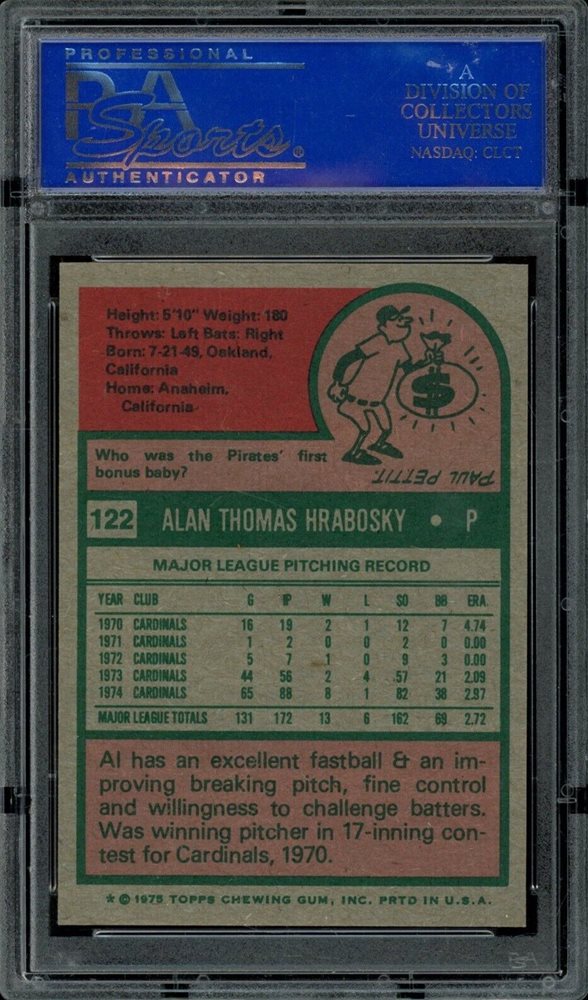 PROFESSIONAL
PSA
Sports®
AUTHENTICATOR
A
DIVISION OF
COLLECTORS
UNIVERSE
NASDAQ: CLCT
Height: 5'10" Weight: 180
Throws: Left Bats: Right
Born: 7-21-49, Oakland,
California
Home: Anaheim,
California
$
Who was the Pirates' first
bonus baby?
PAUL PETTIT.
122 ALAN THOMAS HRABOSKY • P
MAJOR LEAGUE PITCHING RECORD
YEAR CLUB G IP W L SO BB ERA
1970 CARDINALS 16 19 2 1 12 7 4.74
1971 CARDINALS 1 2 0 0 2 0 0.00
1972 CARDINALS 5 7 1 0 9 3 0.00
1973 CARDINALS 44 56 2 4 57 21 2.09
1974 CARDINALS 65 88 8 1 82 38 2.97
MAJOR LEAGUE TOTALS 131 172 13 6 162 69 2.72
Al has an excellent fastball & an im-
proving breaking pitch, fine control
and willingness to challenge batters.
Was winning pitcher in 17-inning con-
test for Cardinals, 1970.
* © 1975 TOPPS CHEWING GUM, INC. PRTD IN U.S.A.
PSA